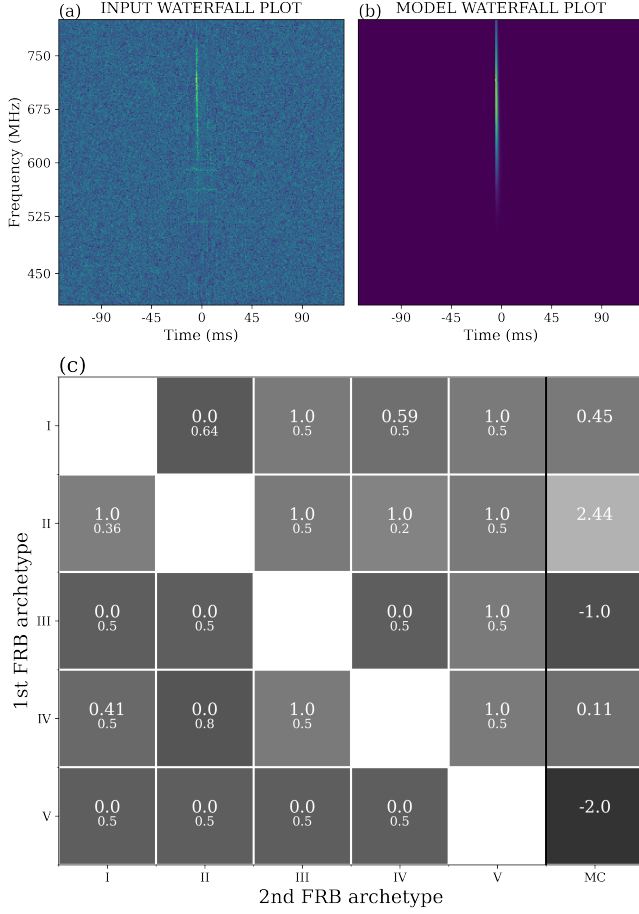 (a) INPUT WATERFALL PLOT
(b) MODEL WATERFALL PLOT
Frequency (MHz)
750
675
600
525
450
-90 -45 0 45 90
-90 -45 0 45 90
Time (ms)
Time (ms)
(c)
1st FRB archetype
I 0.0 1.0 0.59 1.0 0.45
0.64 0.5 0.5 0.5
II 1.0 1.0 1.0 1.0 2.44
0.36 0.5 0.2 0.5
III 0.0 0.0 0.0 1.0 -1.0
0.5 0.5 0.5 0.5
IV 0.41 0.0 1.0 1.0 0.11
0.5 0.8 0.5 0.5
V 0.0 0.0 0.0 0.0 -2.0
0.5 0.5 0.5 0.5
I II III IV V MC
2nd FRB archetype